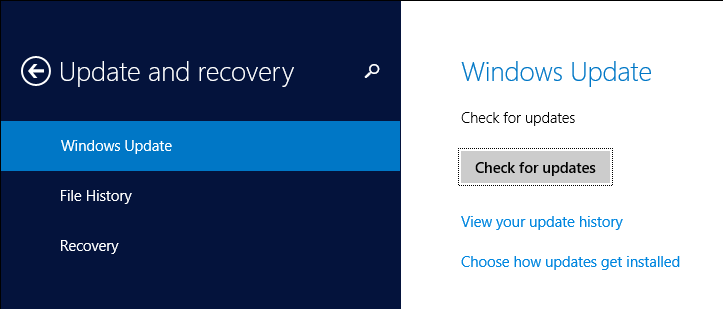 Update and recovery
Windows Update
File History
Recovery
Windows Update
Check for updates
Check for updates
View your update history
Choose how updates get installed